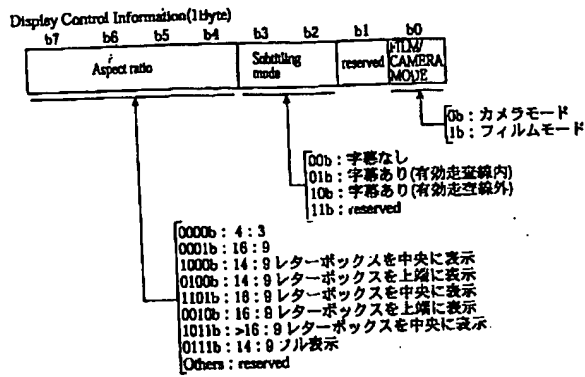 Display Control Information(1Byte)
b7 b6 b5 b4 b3 b2 b1 b0
Aspect ratio
Subtitling mode
reserved
FILM/CAMERA MODE
0b：カメラモード
1b：フィルムモード
00b：字幕なし
01b：字幕あり(有効走査線内)
10b：字幕あり(有効走査線外)
11b：reserved
0000b：4：3
0001b：16：9
1000b：14：9 レターボックスを中央に表示
0100b：14：9 レターボックスを上端に表示
1101b：16：9 レターボックスを中央に表示
0010b：16：9 レターボックスを上端に表示
1011b：>16：9 レターボックスを中央に表示
0111b：14：9 フル表示
Others：reserved